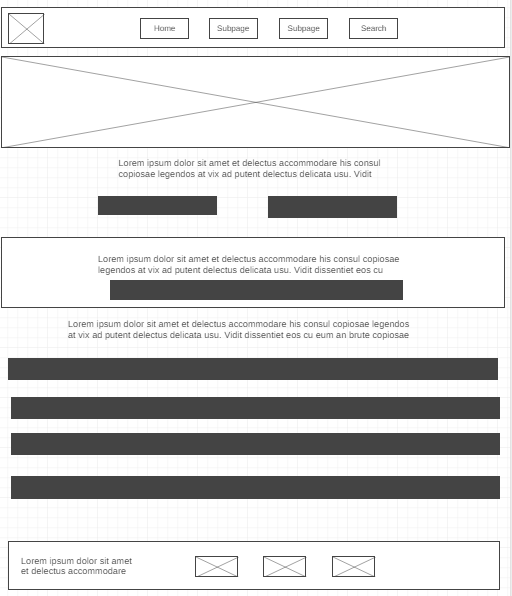 Home
Subpage
Subpage
Search
Lorem ipsum dolor sit amet et delectus accommodare his consul
copiosae legendos at vix ad putent delectus delicata usu. Vidit
Lorem ipsum dolor sit amet et delectus accommodare his consul copiosae
legendos at vix ad putent delectus delicata usu. Vidit dissentiet eos cu
Lorem ipsum dolor sit amet et delectus accommodare his consul copiosae legendos
at vix ad putent delectus delicata usu. Vidit dissentiet eos cu eum an brute copiosae
Lorem ipsum dolor sit amet
et delectus accommodare